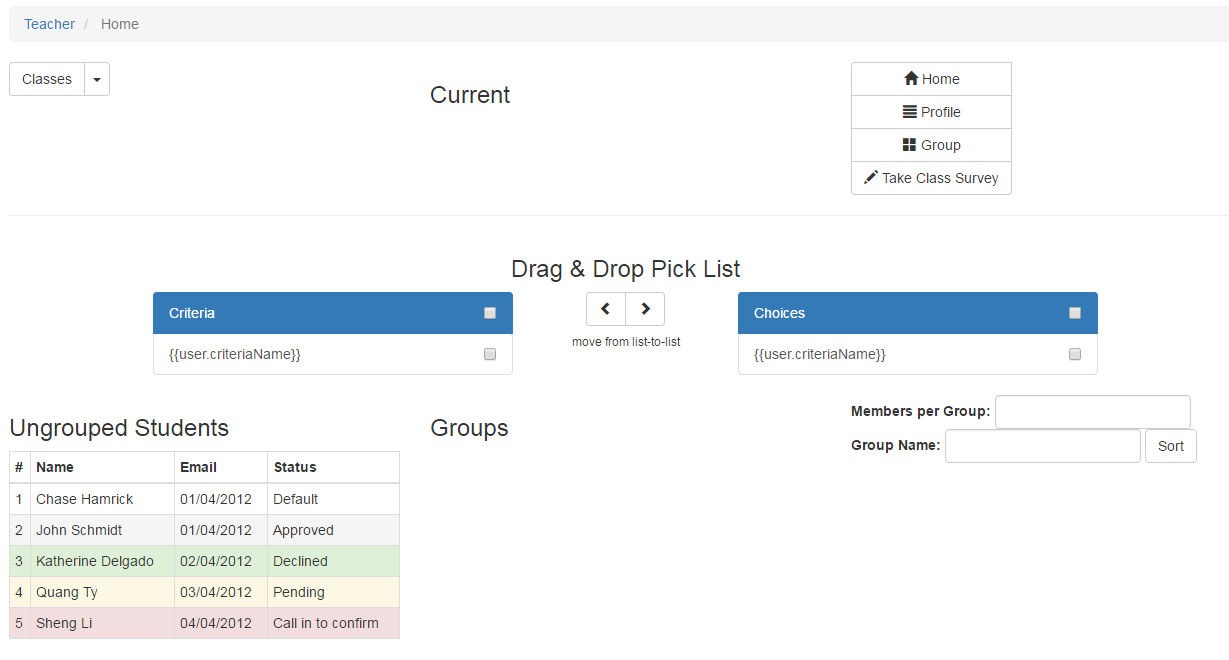 Teacher / Home
Classes
Current
Home
Profile
Group
Take Class Survey
Drag & Drop Pick List
Criteria
{{user.criteriaName}}
move from list-to-list
Choices
{{user.criteriaName}}
Ungrouped Students
# Name Email Status
1 Chase Hamrick 01/04/2012 Default
2 John Schmidt 01/04/2012 Approved
3 Katherine Delgado 02/04/2012 Declined
4 Quang Ty 03/04/2012 Pending
5 Sheng Li 04/04/2012 Call in to confirm
Groups
Members per Group:
Group Name: Sort